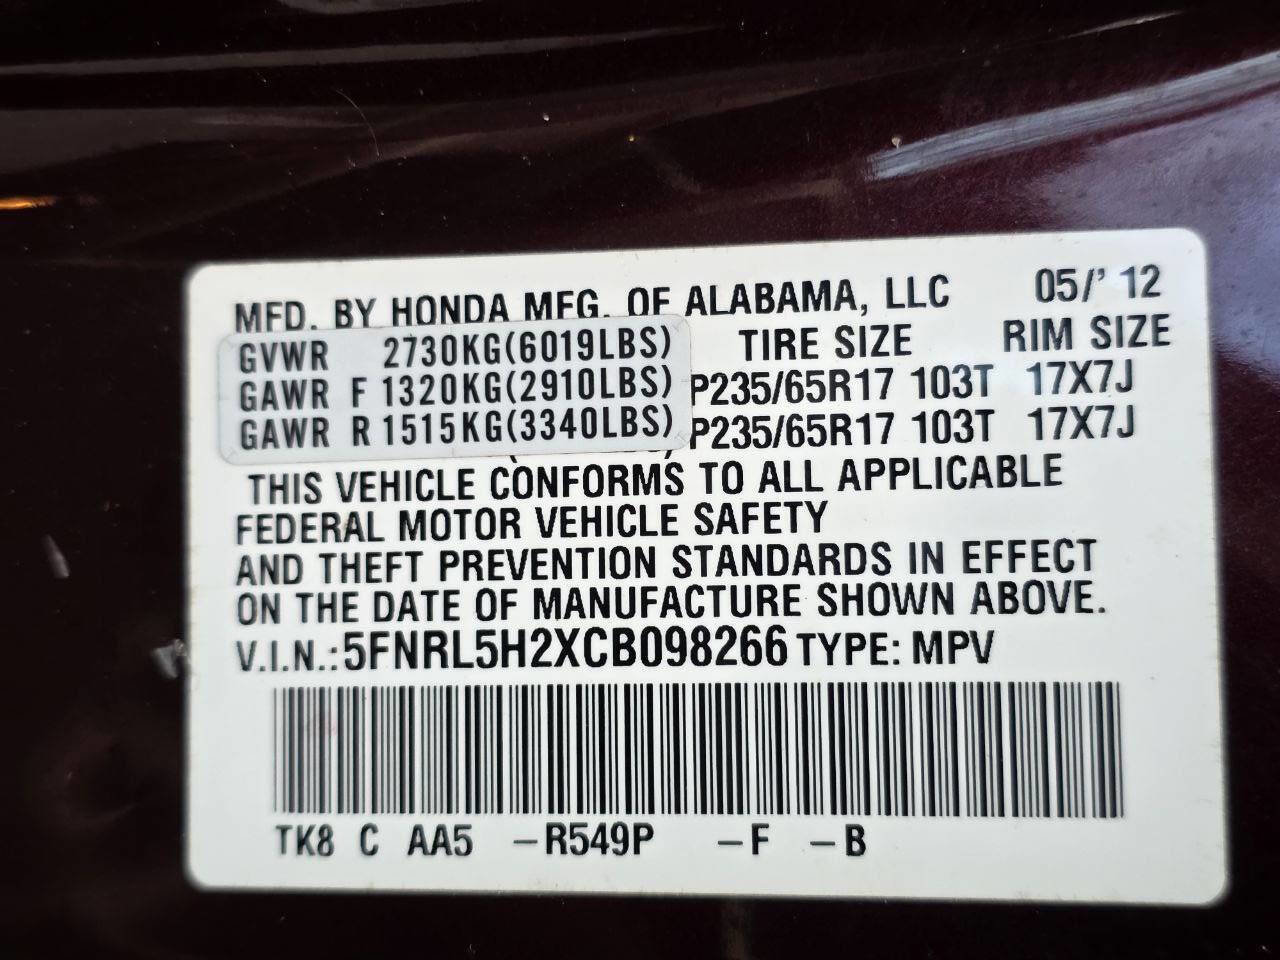 MFD. BY HONDA MFG. OF ALABAMA, LLC 05/' 12
GVWR 2730KG(6019LBS) TIRE SIZE RIM SIZE
GAWR F 1320KG(2910LBS) P235/65R17 103T 17X7J
GAWR R 1515KG(3340LBS) P235/65R17 103T 17X7J
THIS VEHICLE CONFORMS TO ALL APPLICABLE
FEDERAL MOTOR VEHICLE SAFETY
AND THEFT PREVENTION STANDARDS IN EFFECT
ON THE DATE OF MANUFACTURE SHOWN ABOVE.
V.I.N.:5FNRL5H2XCB098266 TYPE: MPV
TK8 C AA5 –R549P –F –B